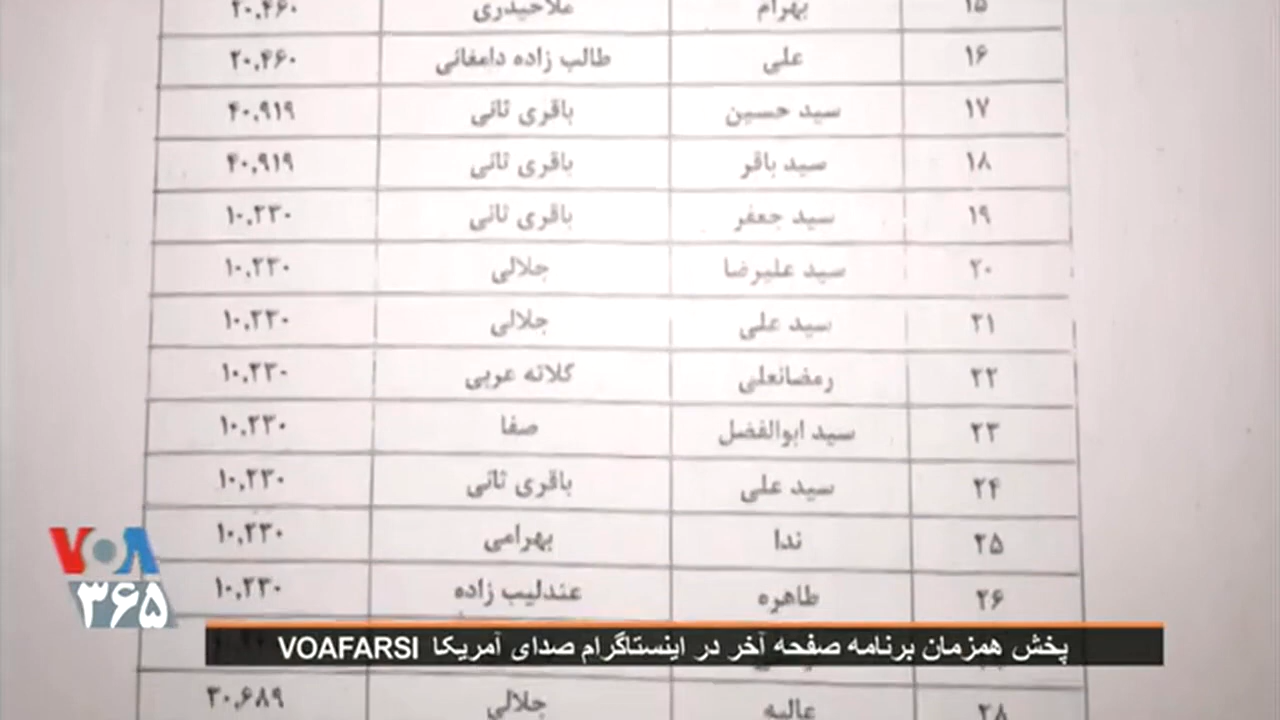 ۱۵ بهرام ملاحیدری ۲۰,۴۶۰
۱۶ علی طالب زاده دامغانی ۲۰,۴۶۰
۱۷ سید حسین باقری ثانی ۴۰,۹۱۹
۱۸ سید باقر باقری ثانی ۴۰,۹۱۹
۱۹ سید جعفر باقری ثانی ۱۰,۲۳۰
۲۰ سید علیرضا جلالی ۱۰,۲۳۰
۲۱ سید علی جلالی ۱۰,۲۳۰
۲۲ رمضانعلی کلاته عربی ۱۰,۲۳۰
۲۳ سید ابوالفضل صفا ۱۰,۲۳۰
۲۴ سید علی باقری ثانی ۱۰,۲۳۰
۲۵ ندا بهرامی ۱۰,۲۳۰
۲۶ طاهره عندلیب زاده ۱۰,۲۳۰
۲۸ عالیه جلالی ۳۰,۶۸۹
VOA
۳۶۵
پخش همزمان برنامه صفحه آخر در اینستاگرام صدای آمریکا VOAFARSI